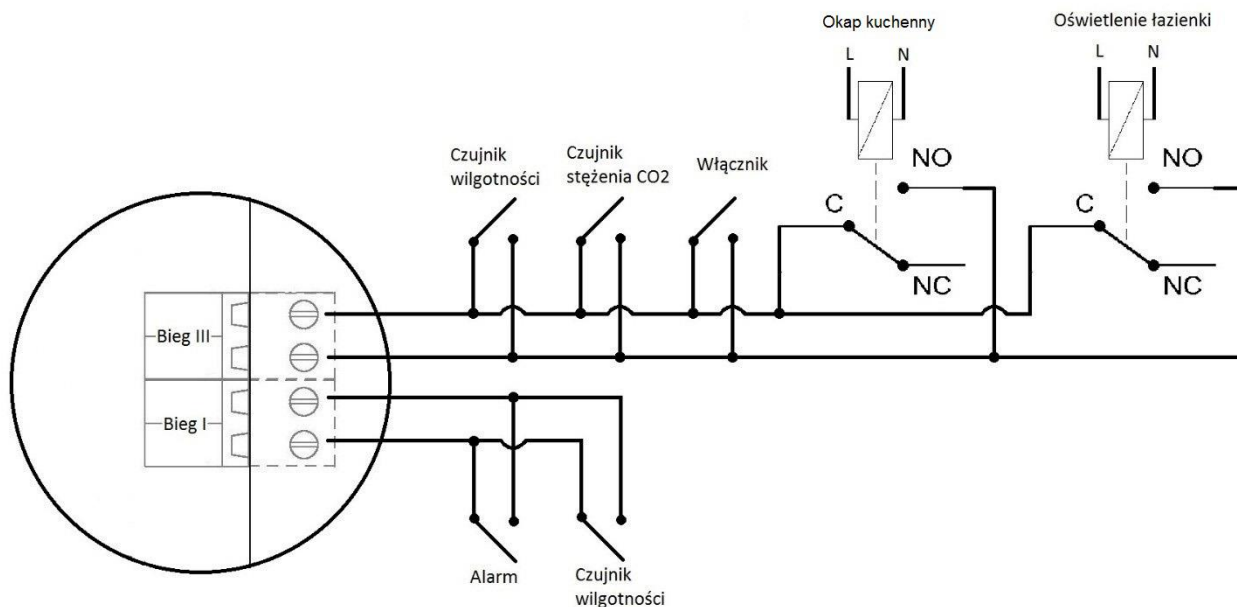 Okap kuchenny
Oświetlenie łazienki
L
N
L
N
Czujnik
wilgotności
Czujnik
stężenia CO2
Włącznik
NO
NO
C
C
NC
NC
Bieg III
Bieg I
Alarm
Czujnik
wilgotności